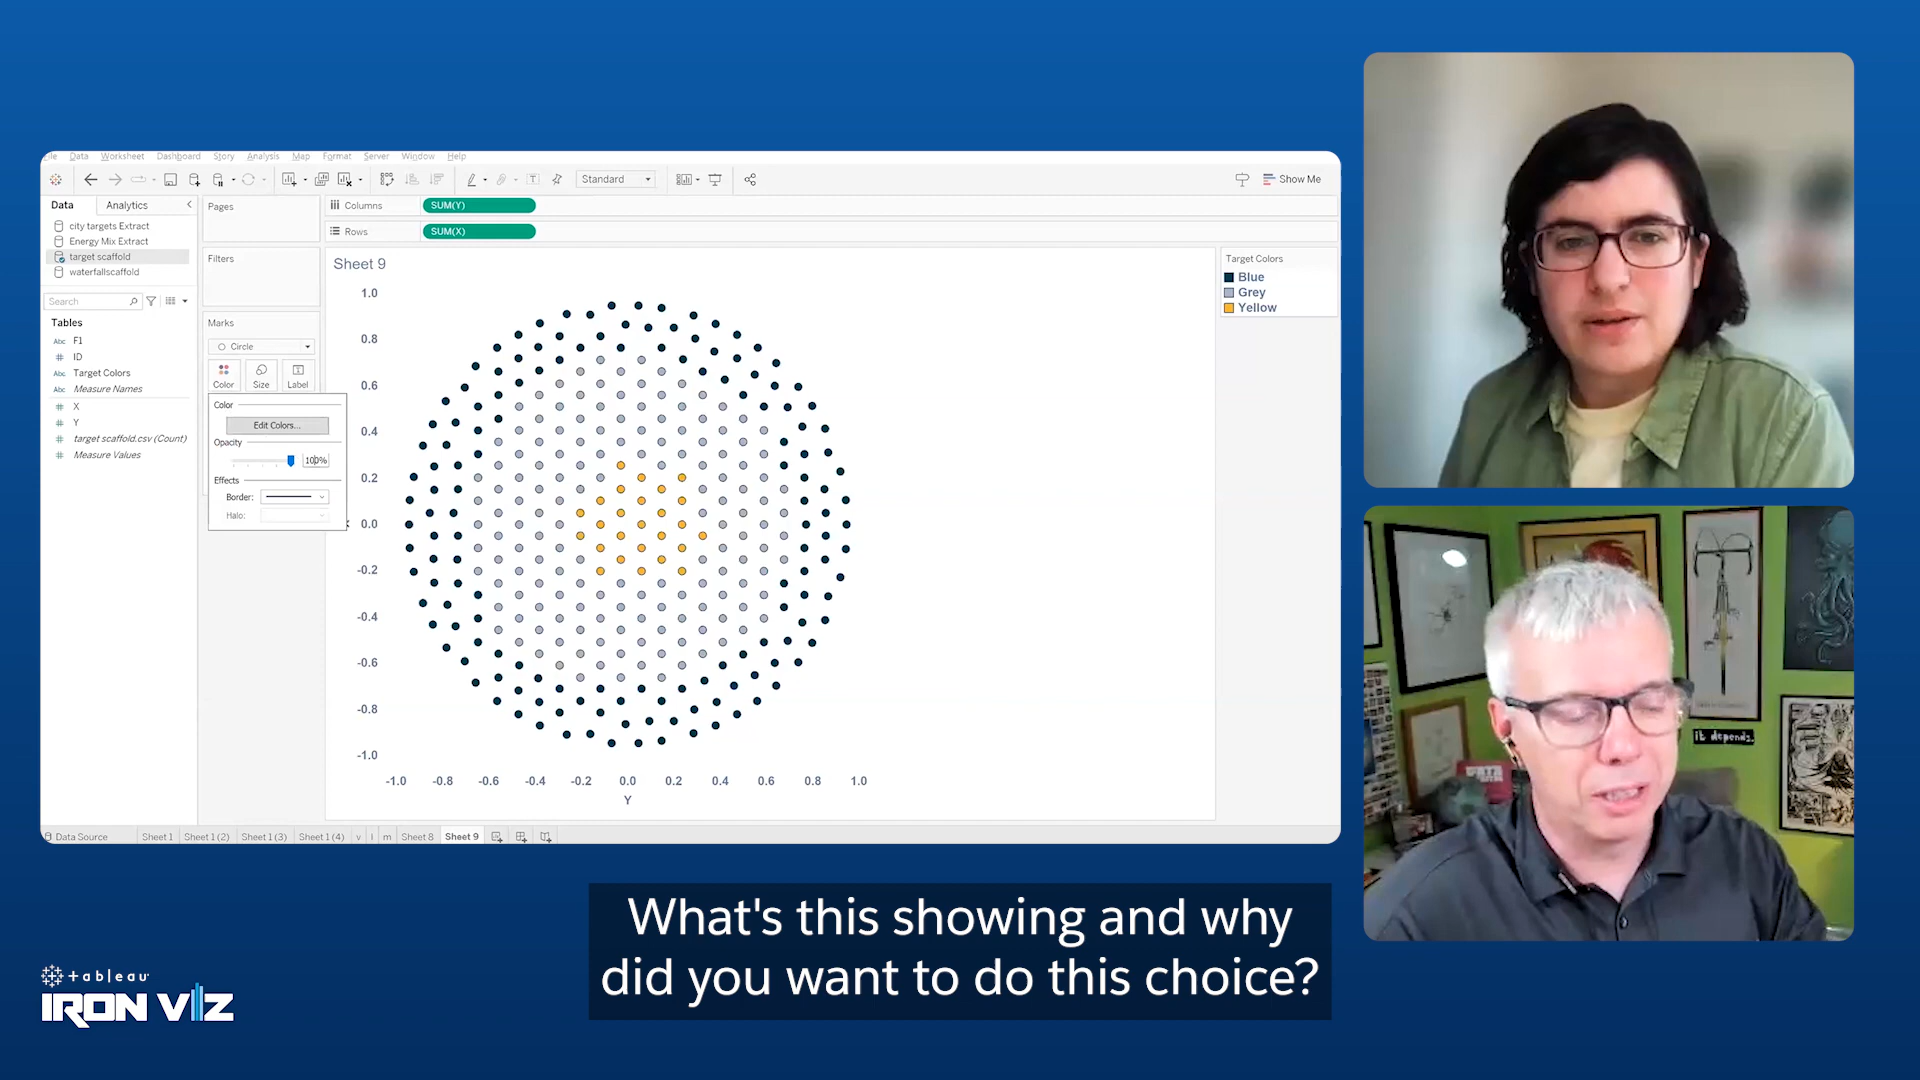 ile Data Worksheet Dashboard Story Analysis Map Format Server Window Help
Standard
Show Me
Data Analytics
city targets Extract
Energy Mix Extract
target scaffold
waterfallscaffold
Search
Tables
Abc F1
# ID
Abc Target Colors
Abc Measure Names
# X
# Y
# target scaffold.csv (Count)
# Measure Values
Pages
Filters
Marks
Circle
Color Size Label
Color
Edit Colors...
Opacity
100%
Effects
Border:
Halo:
Columns SUM(Y)
Rows SUM(X)
Sheet 9
1.0
0.8
0.6
0.4
0.2
0.0
-0.2
-0.4
-0.6
-0.8
-1.0
-1.0 -0.8 -0.6 -0.4 -0.2 0.0 0.2 0.4 0.6 0.8 1.0
Y
Target Colors
Blue
Grey
Yellow
Data Source Sheet 1 Sheet 1 (2) Sheet 1 (3) Sheet 1 (4) v l m Sheet 8 Sheet 9
it depends.
What's this showing and why
did you want to do this choice?
+ableau
IRON VIZ